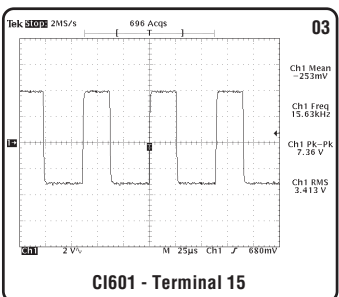 Tek Stop: 2MS/s 696 Acqs
03
[ T ]
Ch1 Mean
−253mV
Ch1 Freq
15.63kHz
Ch1 Pk–Pk
7.36 V
Ch1 RMS
3.413 V
1
T
Ch1 2 V M 25µs Ch1 680mV
CI601 - Terminal 15